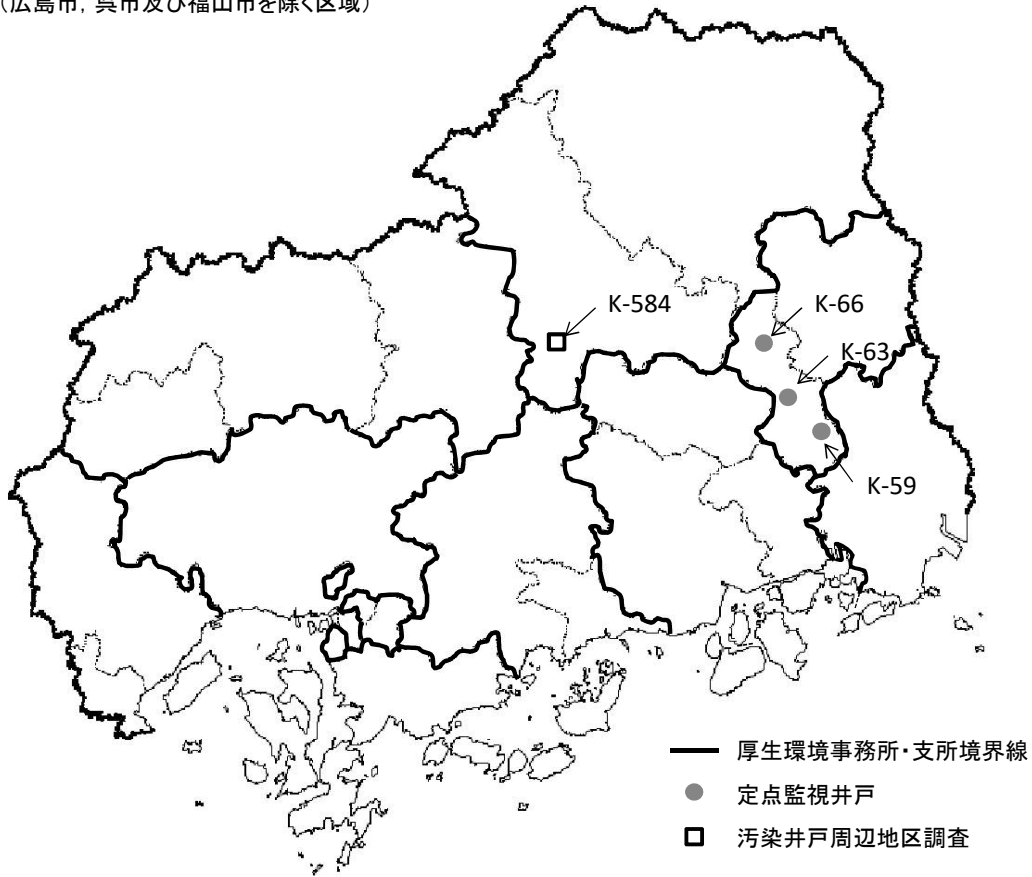 （広島市，呉市及び福山市を除く区域）
K-584
K-66
K-63
K-59
厚生環境事務所・支所境界線
定点監視井戸
汚染井戸周辺地区調査